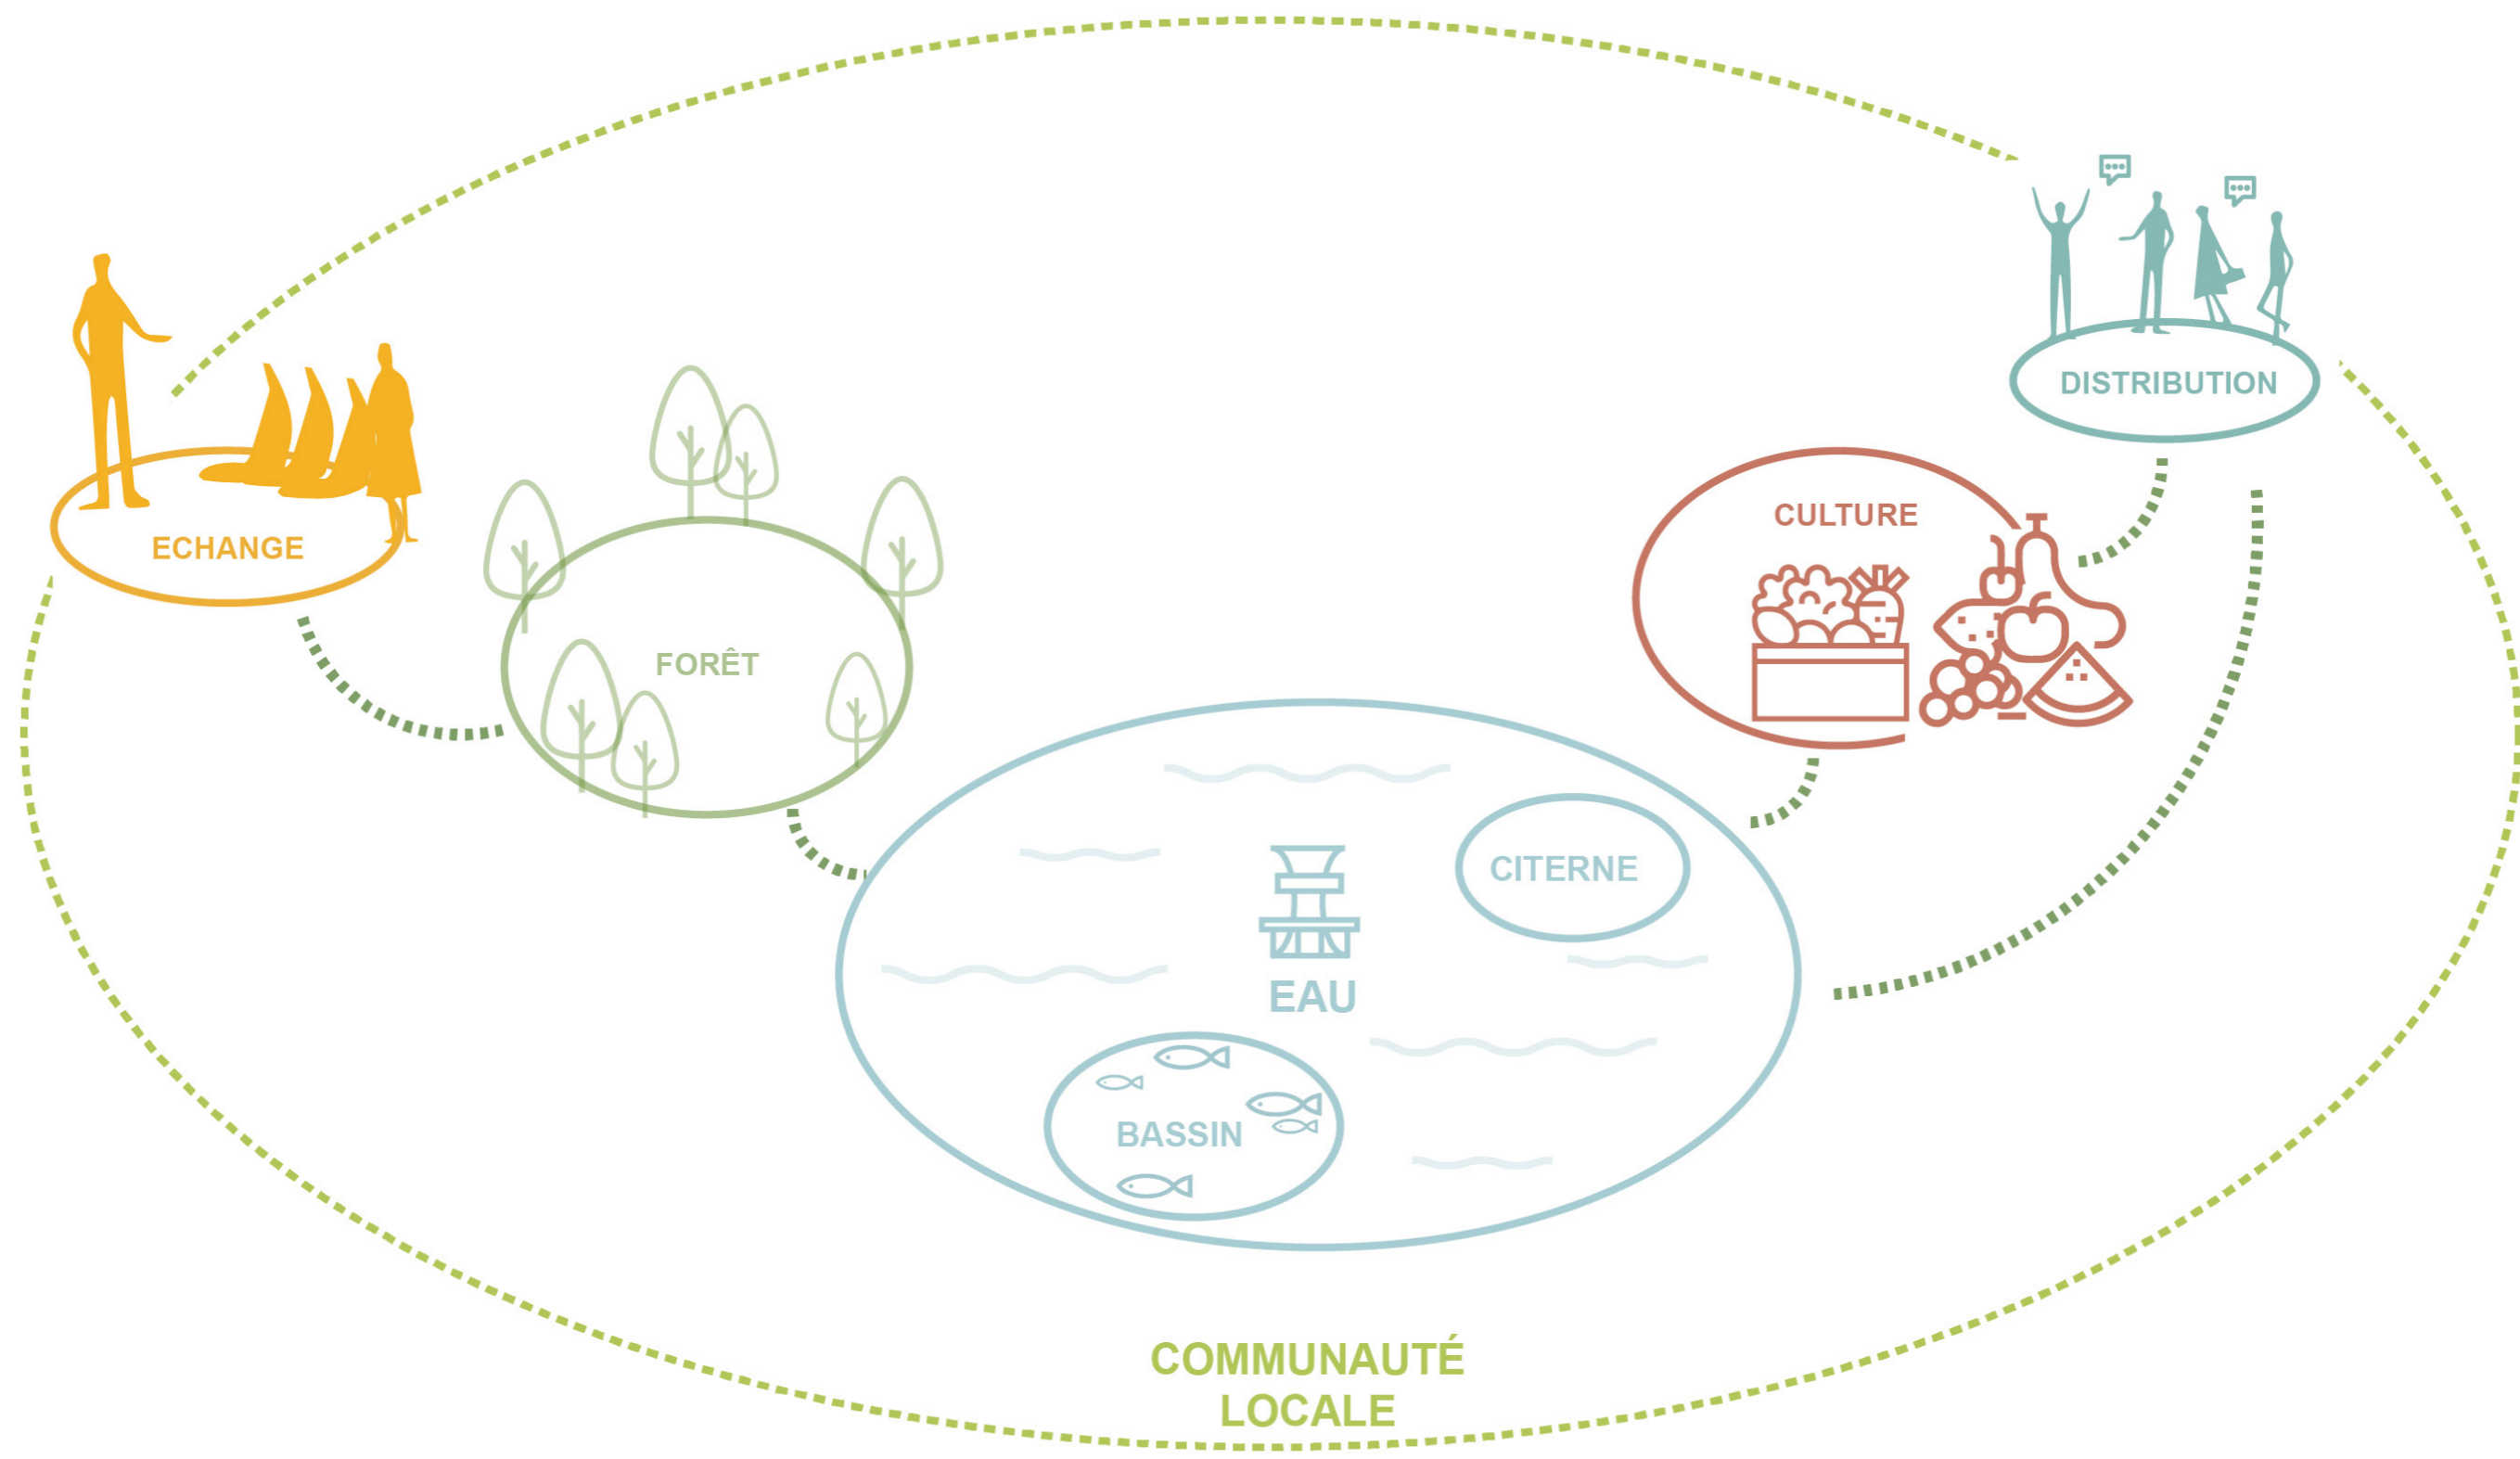 DISTRIBUTION
CULTURE
ECHANGE
FORÊT
CITERNE
EAU
BASSIN
COMMUNAUTÉ
LOCALE